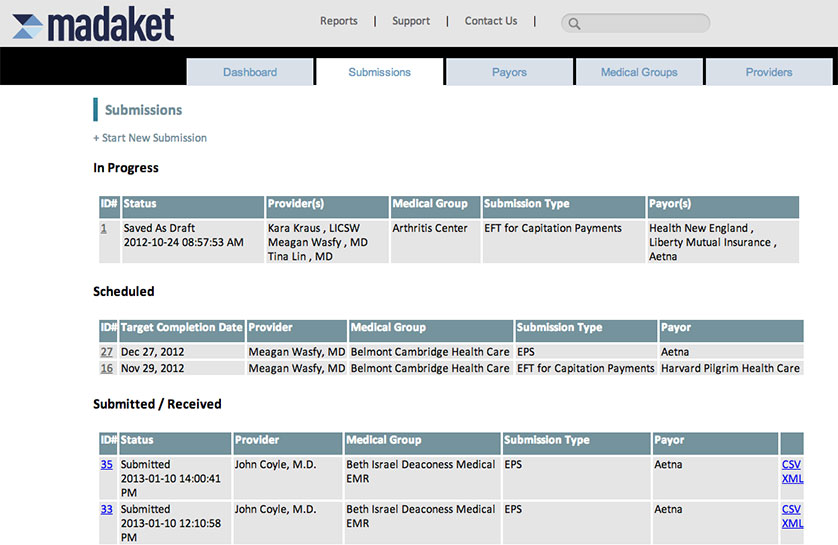 madaket
Reports | Support | Contact Us |
Dashboard Submissions Payors Medical Groups Providers
Submissions
+ Start New Submission
In Progress
ID# Status Provider(s) Medical Group Submission Type Payor(s)
1 Saved As Draft Kara Kraus , LICSW Arthritis Center EFT for Capitation Payments Health New England ,
2012-10-24 08:57:53 AM Meagan Wasfy , MD Liberty Mutual Insurance ,
Tina Lin , MD Aetna
Scheduled
ID# Target Completion Date Provider Medical Group Submission Type Payor
27 Dec 27, 2012 Meagan Wasfy, MD Belmont Cambridge Health Care EPS Aetna
16 Nov 29, 2012 Meagan Wasfy, MD Belmont Cambridge Health Care EFT for Capitation Payments Harvard Pilgrim Health Care
Submitted / Received
ID# Status Provider Medical Group Submission Type Payor
35 Submitted John Coyle, M.D. Beth Israel Deaconess Medical EPS Aetna CSV
2013-01-10 14:00:41 EMR XML
PM
33 Submitted John Coyle, M.D. Beth Israel Deaconess Medical EPS Aetna CSV
2013-01-10 12:10:58 EMR XML
PM